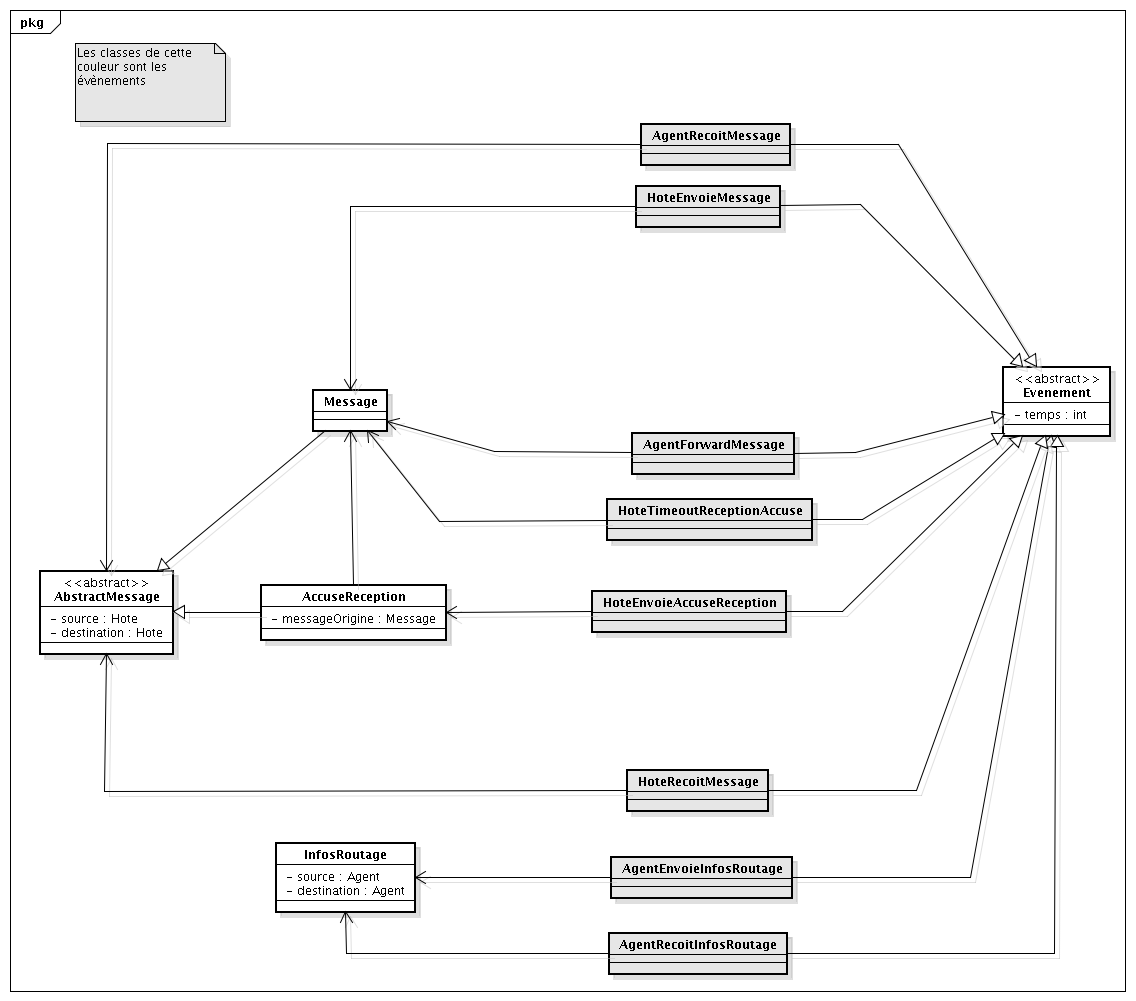 pkg
Les classes de cette
couleur sont les
évènements
AgentRecoitMessage
HoteEnvoieMessage
<<abstract>>
Evenement
- temps : int
Message
AgentForwardMessage
HoteTimeoutReceptionAccuse
<<abstract>>
AbstractMessage
- source : Hote
- destination : Hote
AccuseReception
- messageOrigine : Message
HoteEnvoieAccuseReception
HoteRecoitMessage
InfosRoutage
- source : Agent
- destination : Agent
AgentEnvoieInfosRoutage
AgentRecoitInfosRoutage